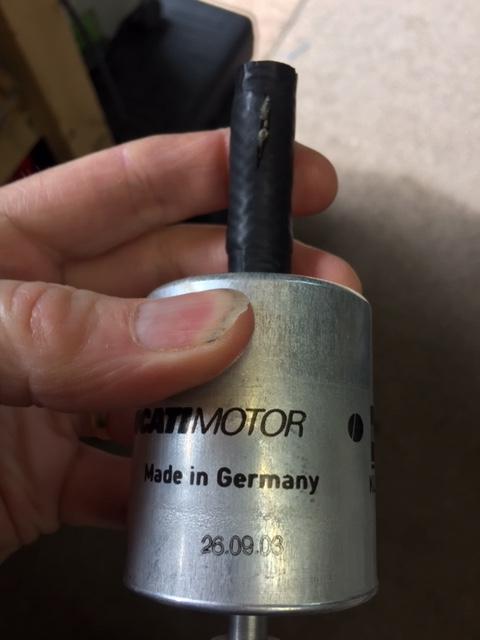 CATIMOTOR
Made in Germany
26.09.03